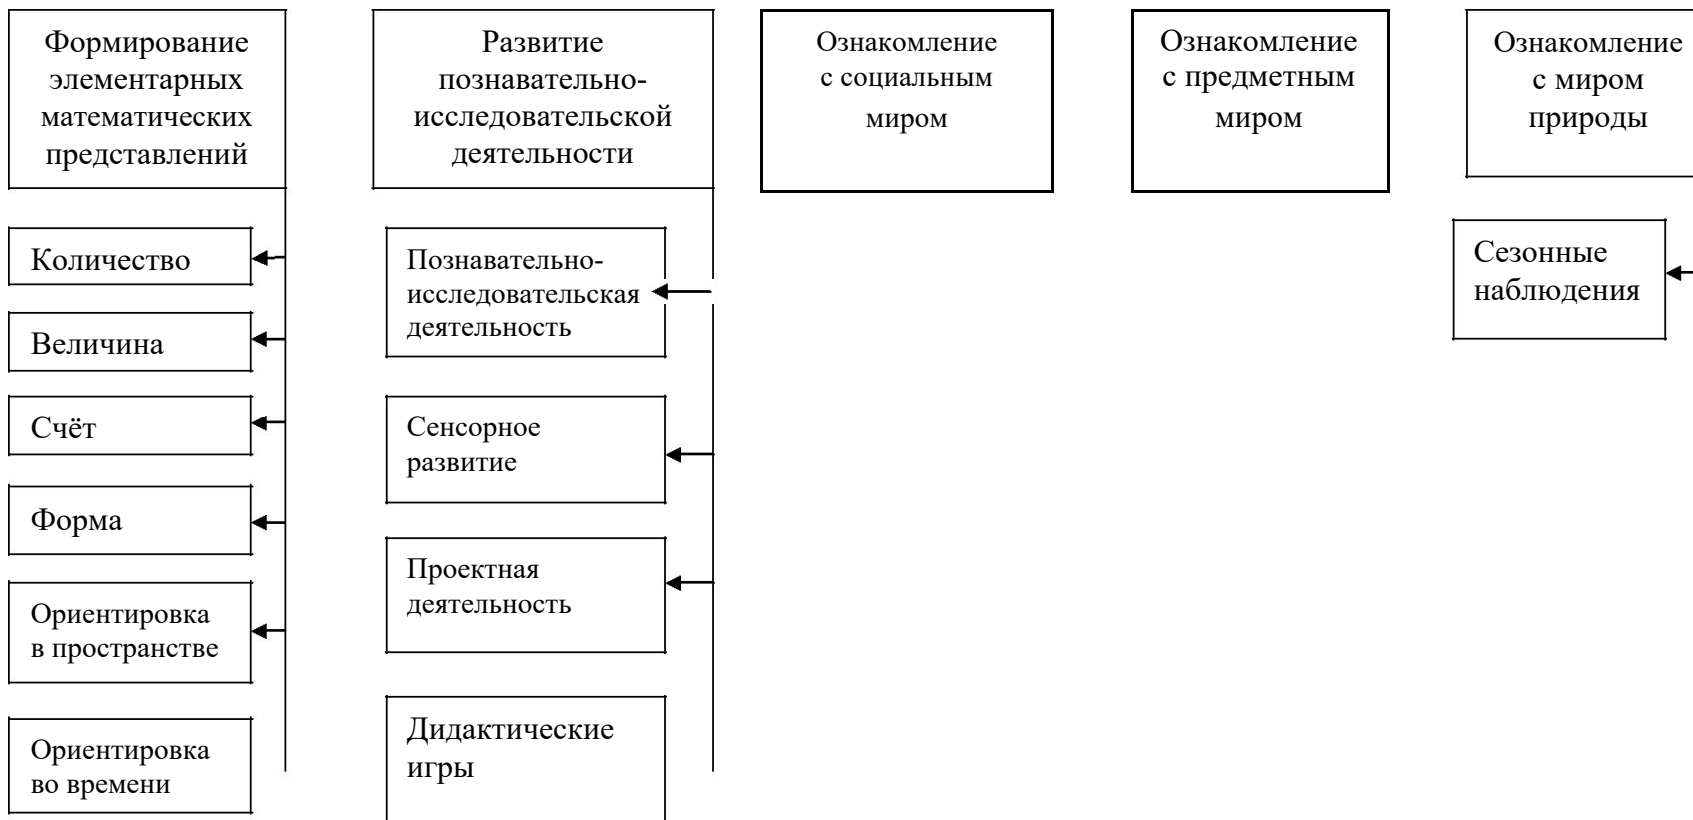 Формирование
элементарных
математических
представлений
Развитие
познавательно-
исследовательской
деятельности
Ознакомление
с социальным
миром
Ознакомление
с предметным
миром
Ознакомление
с миром
природы
Количество
Величина
Счёт
Форма
Ориентировка
в пространстве
Ориентировка
во времени
Познавательно-
исследовательская
деятельность
Сенсорное
развитие
Проектная
деятельность
Дидактические
игры
Сезонные
наблюдения